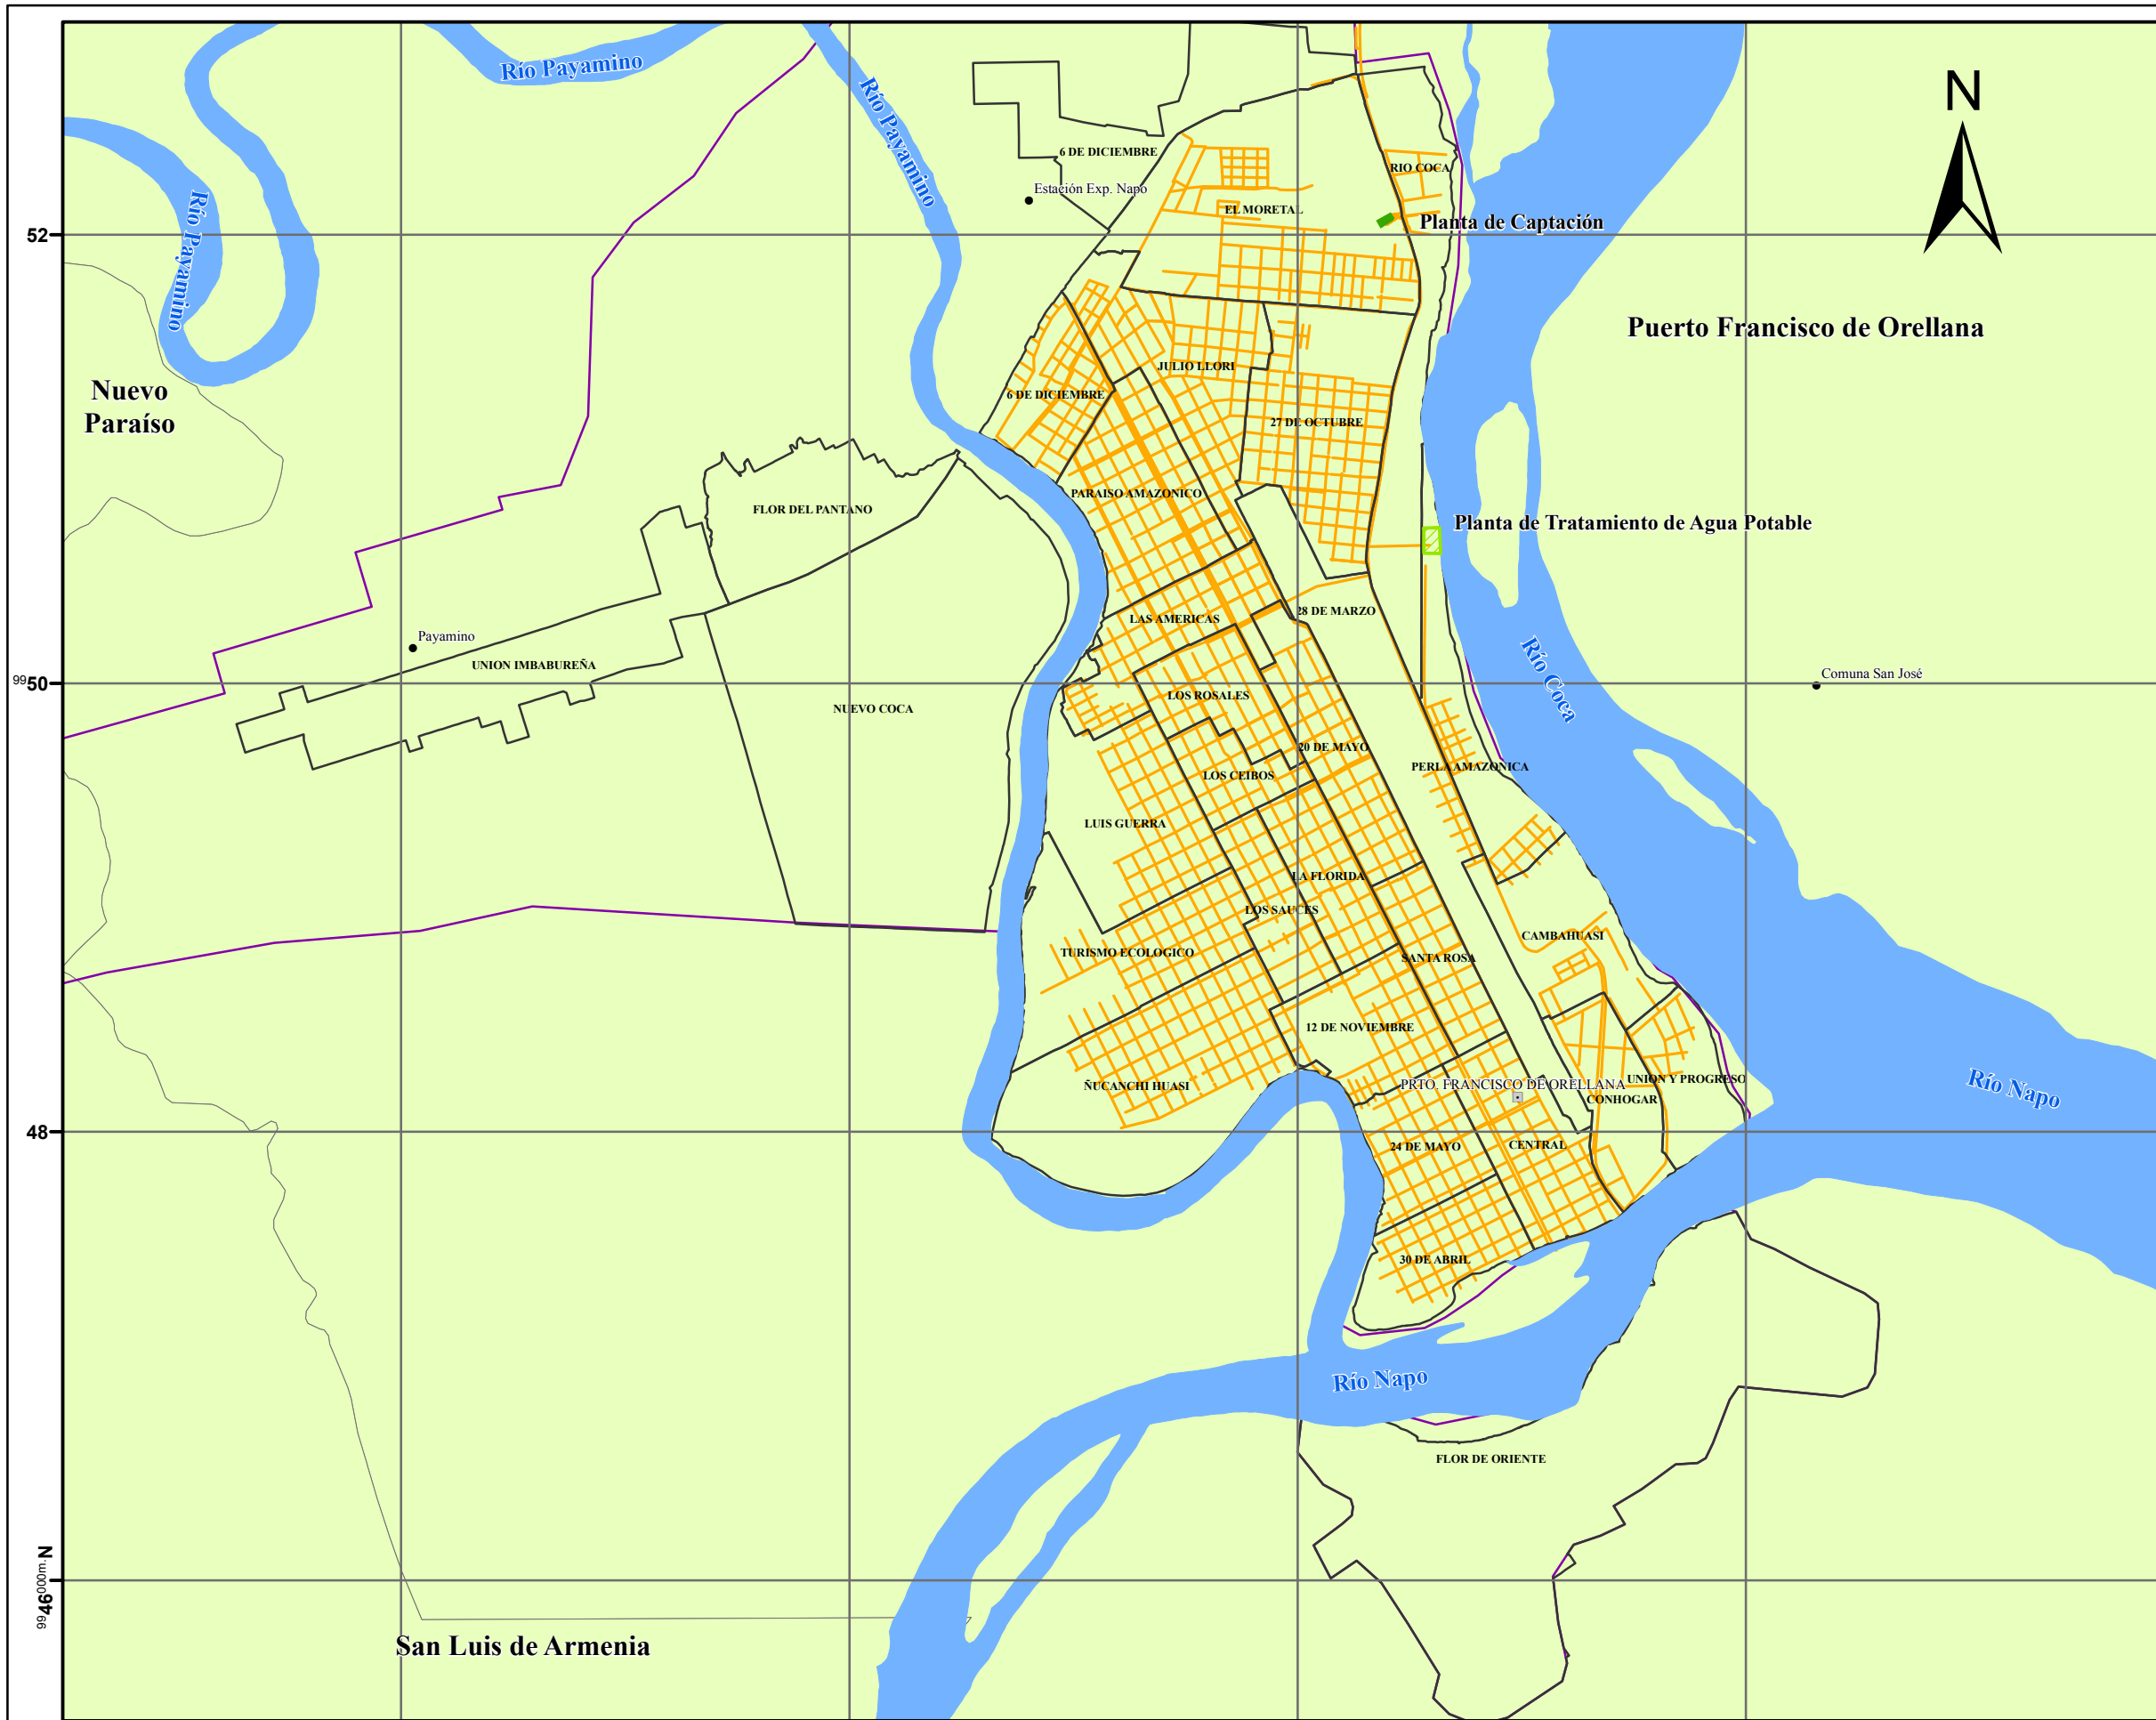 Río Payamino
Río Payamino
Río Payamino
N
6 DE DICIEMBRE
Estación Exp. Napo
RIO COCA
EL MORETAL
Planta de Captación
52
Puerto Francisco de Orellana
Nuevo
Paraíso
JULIO LLORI
6 DE DICIEMBRE
27 DE OCTUBRE
PARAISO AMAZONICO
FLOR DEL PANTANO
Planta de Tratamiento de Agua Potable
28 DE MARZO
LAS AMERICAS
Payamino
UNION IMBABUREÑA
Río Coca
Comuna San José
9950
LOS ROSALES
NUEVO COCA
20 DE MAYO
PERLA AMAZONICA
LOS CEIBOS
LUIS GUERRA
LA FLORIDA
LOS SAUCES
CAMBAHUASI
TURISMO ECOLOGICO
SANTA ROSA
12 DE NOVIEMBRE
PRTO. FRANCISCO DE ORELLANA
UNION Y PROGRESO
ÑUCANCHI HUASI
CONHOGAR
Río Napo
48
24 DE MAYO
CENTRAL
30 DE ABRIL
Río Napo
FLOR DE ORIENTE
9946000m.N
San Luis de Armenia